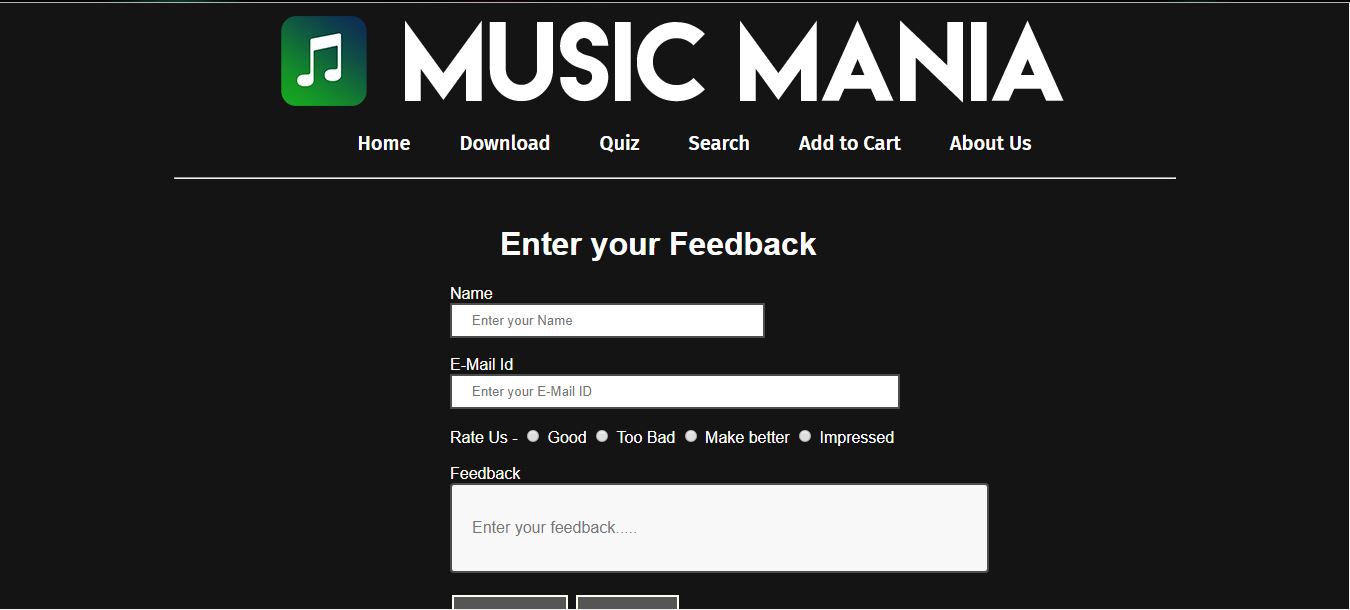 MUSIC MANIA
Home Download Quiz Search Add to Cart About Us
Enter your Feedback
Name
Enter your Name
E-Mail Id
Enter your E-Mail ID
Rate Us - Good Too Bad Make better Impressed
Feedback
Enter your feedback.....